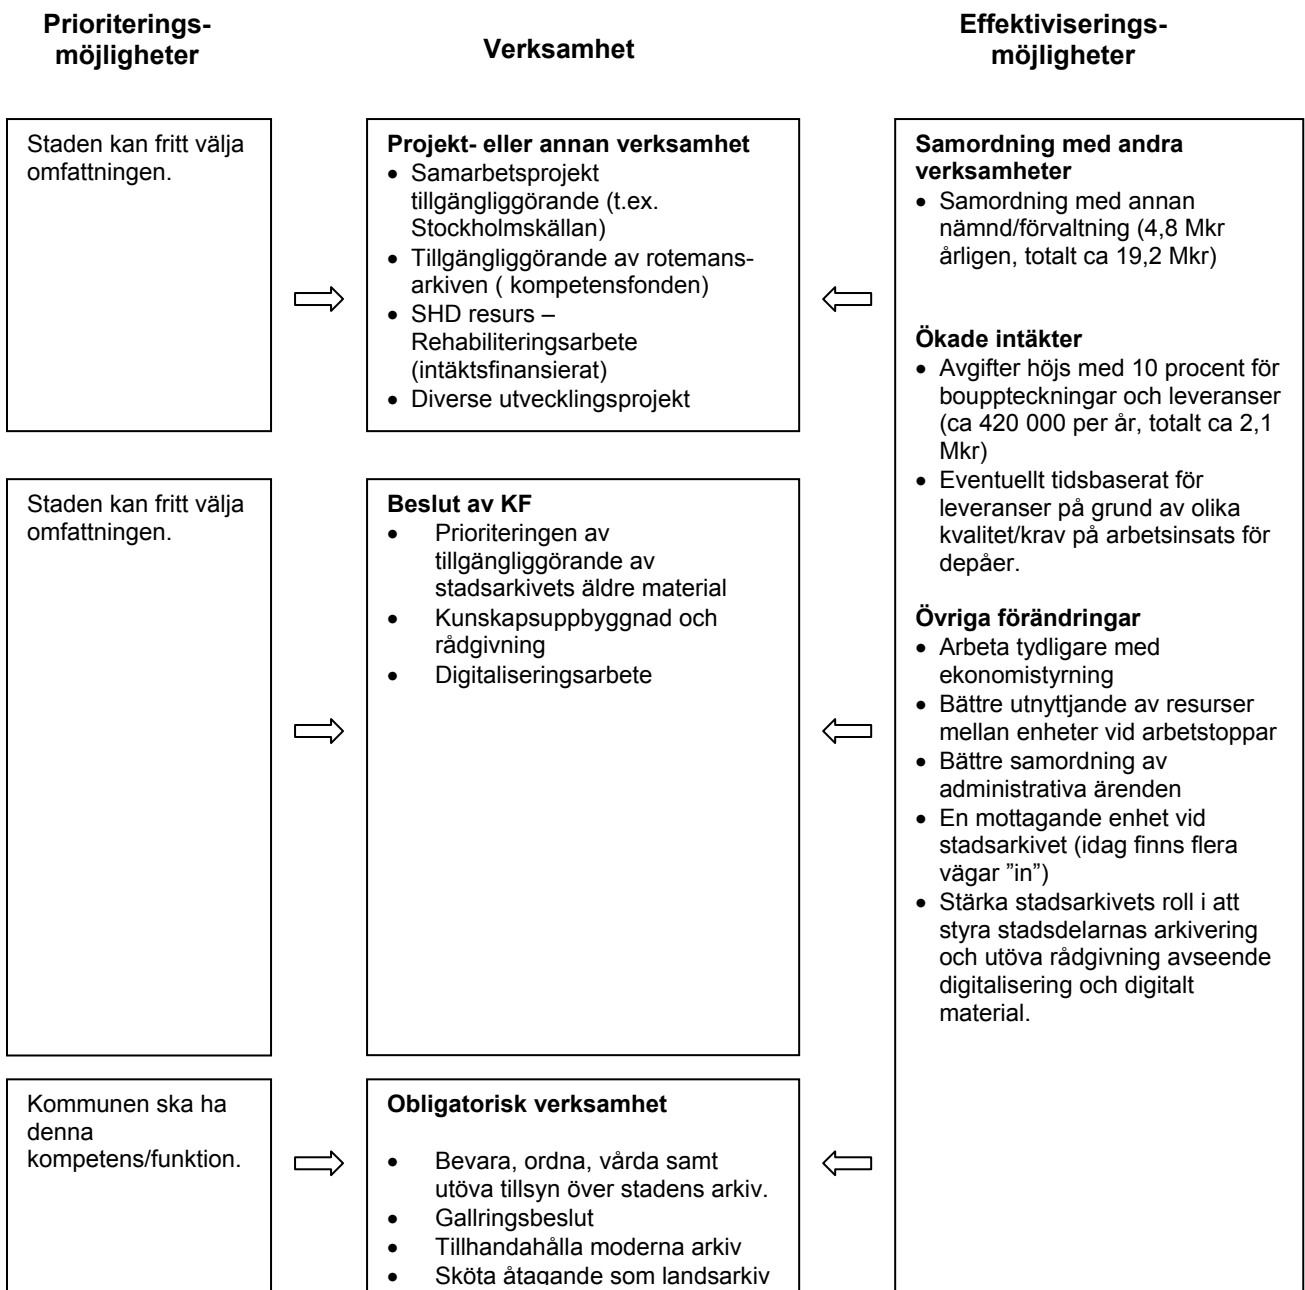 Prioriterings-
möjligheter
Verksamhet
Effektiviserings-
möjligheter
Staden kan fritt välja
omfattningen.
Projekt- eller annan verksamhet
• Samarbetsprojekt
tillgängliggörande (t.ex.
Stockholmskällan)
• Tillgängliggörande av rotemans-
arkiven ( kompetensfonden)
• SHD resurs –
Rehabiliteringsarbete
(intäktsfinansierat)
• Diverse utvecklingsprojekt
Staden kan fritt välja
omfattningen.
Beslut av KF
• Prioriteringen av
tillgängliggörande av
stadsarkivets äldre material
• Kunskapsuppbyggnad och
rådgivning
• Digitaliseringsarbete
Kommunen ska ha
denna
kompetens/funktion.
Obligatorisk verksamhet
• Bevara, ordna, vårda samt
utöva tillsyn över stadens arkiv.
• Gallringsbeslut
• Tillhandahålla moderna arkiv
• Sköta åtagande som landsarkiv
Samordning med andra
verksamheter
• Samordning med annan
nämnd/förvaltning (4,8 Mkr
årligen, totalt ca 19,2 Mkr)
Ökade intäkter
• Avgifter höjs med 10 procent för
bouppteckningar och leveranser
(ca 420 000 per år, totalt ca 2,1
Mkr)
• Eventuellt tidsbaserat för
leveranser på grund av olika
kvalitet/krav på arbetsinsats för
depåer.
Övriga förändringar
• Arbeta tydligare med
ekonomistyrning
• Bättre utnyttjande av resurser
mellan enheter vid arbetstoppar
• Bättre samordning av
administrativa ärenden
• En mottagande enhet vid
stadsarkivet (idag finns flera
vägar ”in”)
• Stärka stadsarkivets roll i att
styra stadsdelarnas arkivering
och utöva rådgivning avseende
digitalisering och digitalt
material.